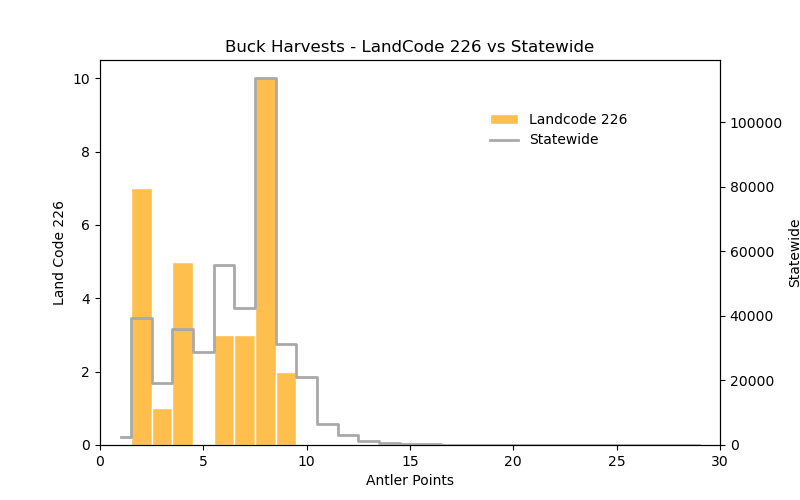 Buck Harvests - LandCode 226 vs Statewide
Land Code 226
10
8
6
4
2
0
Landcode 226
Statewide
100000
80000
60000
40000
20000
0
Statewide
0 5 10 15 20 25 30
Antler Points